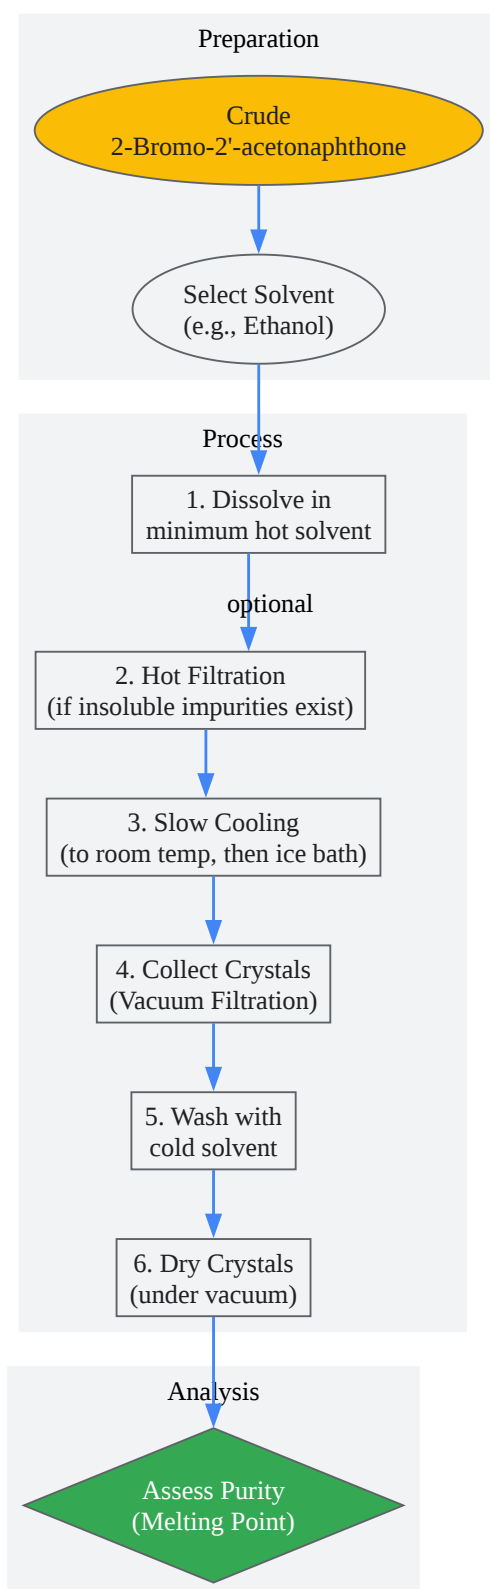 Preparation
Crude
2-Bromo-2'-acetonaphthone
Select Solvent
(e.g., Ethanol)
Process
1. Dissolve in
minimum hot solvent
optional
2. Hot Filtration
(if insoluble impurities exist)
3. Slow Cooling
(to room temp, then ice bath)
4. Collect Crystals
(Vacuum Filtration)
5. Wash with
cold solvent
6. Dry Crystals
(under vacuum)
Analysis
Assess Purity
(Melting Point)